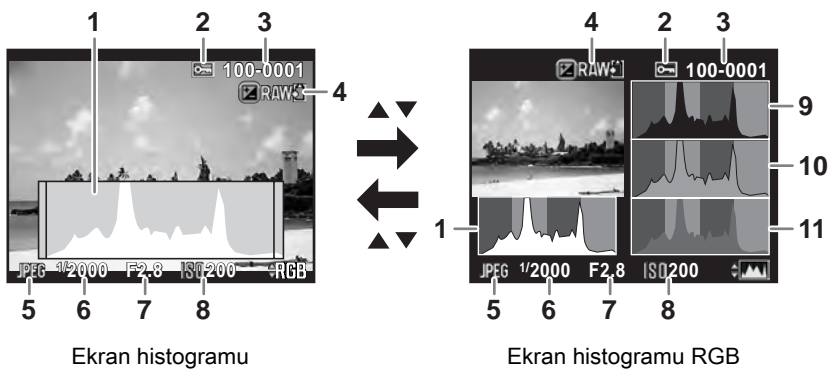 1 2 3
100-0001
RAW
4
JPEG 1/2000 F2.8 ISO200 RGB
5 6 7 8
Ekran histogramu
4 2 3
RAW 100-0001
9
10
1 11
JPEG 1/2000 F2.8 ISO200
5 6 7 8
Ekran histogramu RGB